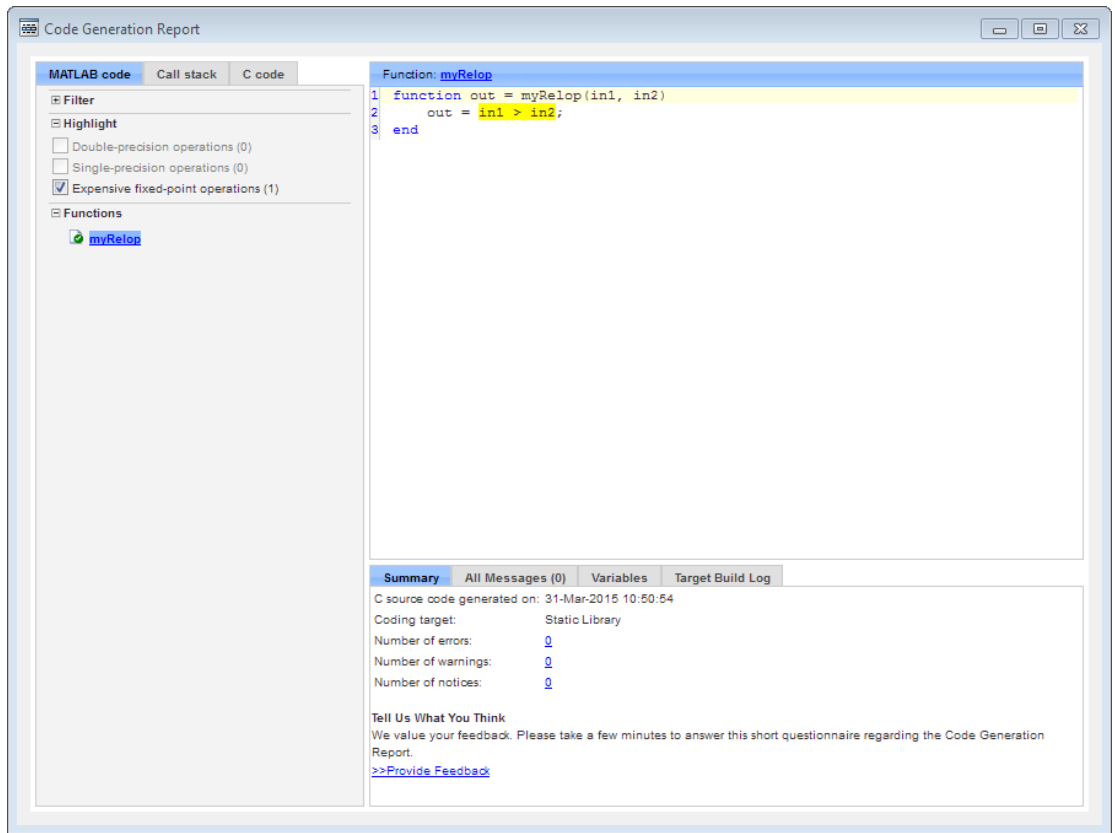 Code Generation Report
MATLAB code Call stack C code
Filter
Highlight
Double-precision operations (0)
Single-precision operations (0)
Expensive fixed-point operations (1)
Functions
myRelop
Function: myRelop
1 function out = myRelop(in1, in2)
2 out = in1 > in2;
3 end
Summary All Messages (0) Variables Target Build Log
C source code generated on: 31-Mar-2015 10:50:54
Coding target: Static Library
Number of errors: 0
Number of warnings: 0
Number of notices: 0
Tell Us What You Think
We value your feedback. Please take a few minutes to answer this short questionnaire regarding the Code Generation
Report.
>>Provide Feedback